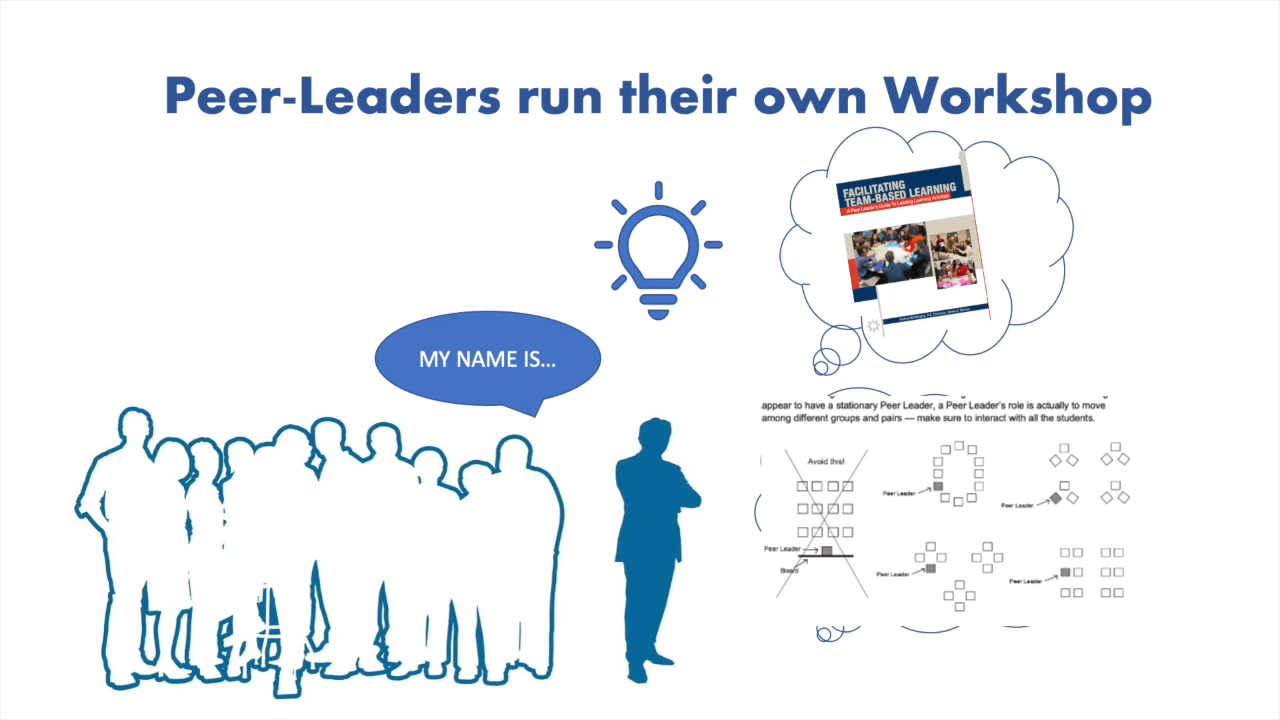 Peer-Leaders run their own Workshop
FACILITATING
TEAM-BASED LEARNING
A Peer Leader's Guide To Leading Learning Activities
MY NAME IS...
appear to have a stationary Peer Leader, a Peer Leader's role is actually to move
among different groups and pairs — make sure to interact with all the students.
Avoid this!
Peer Leader
Peer Leader
Peer Leader
Board
Peer Leader
Peer Leader